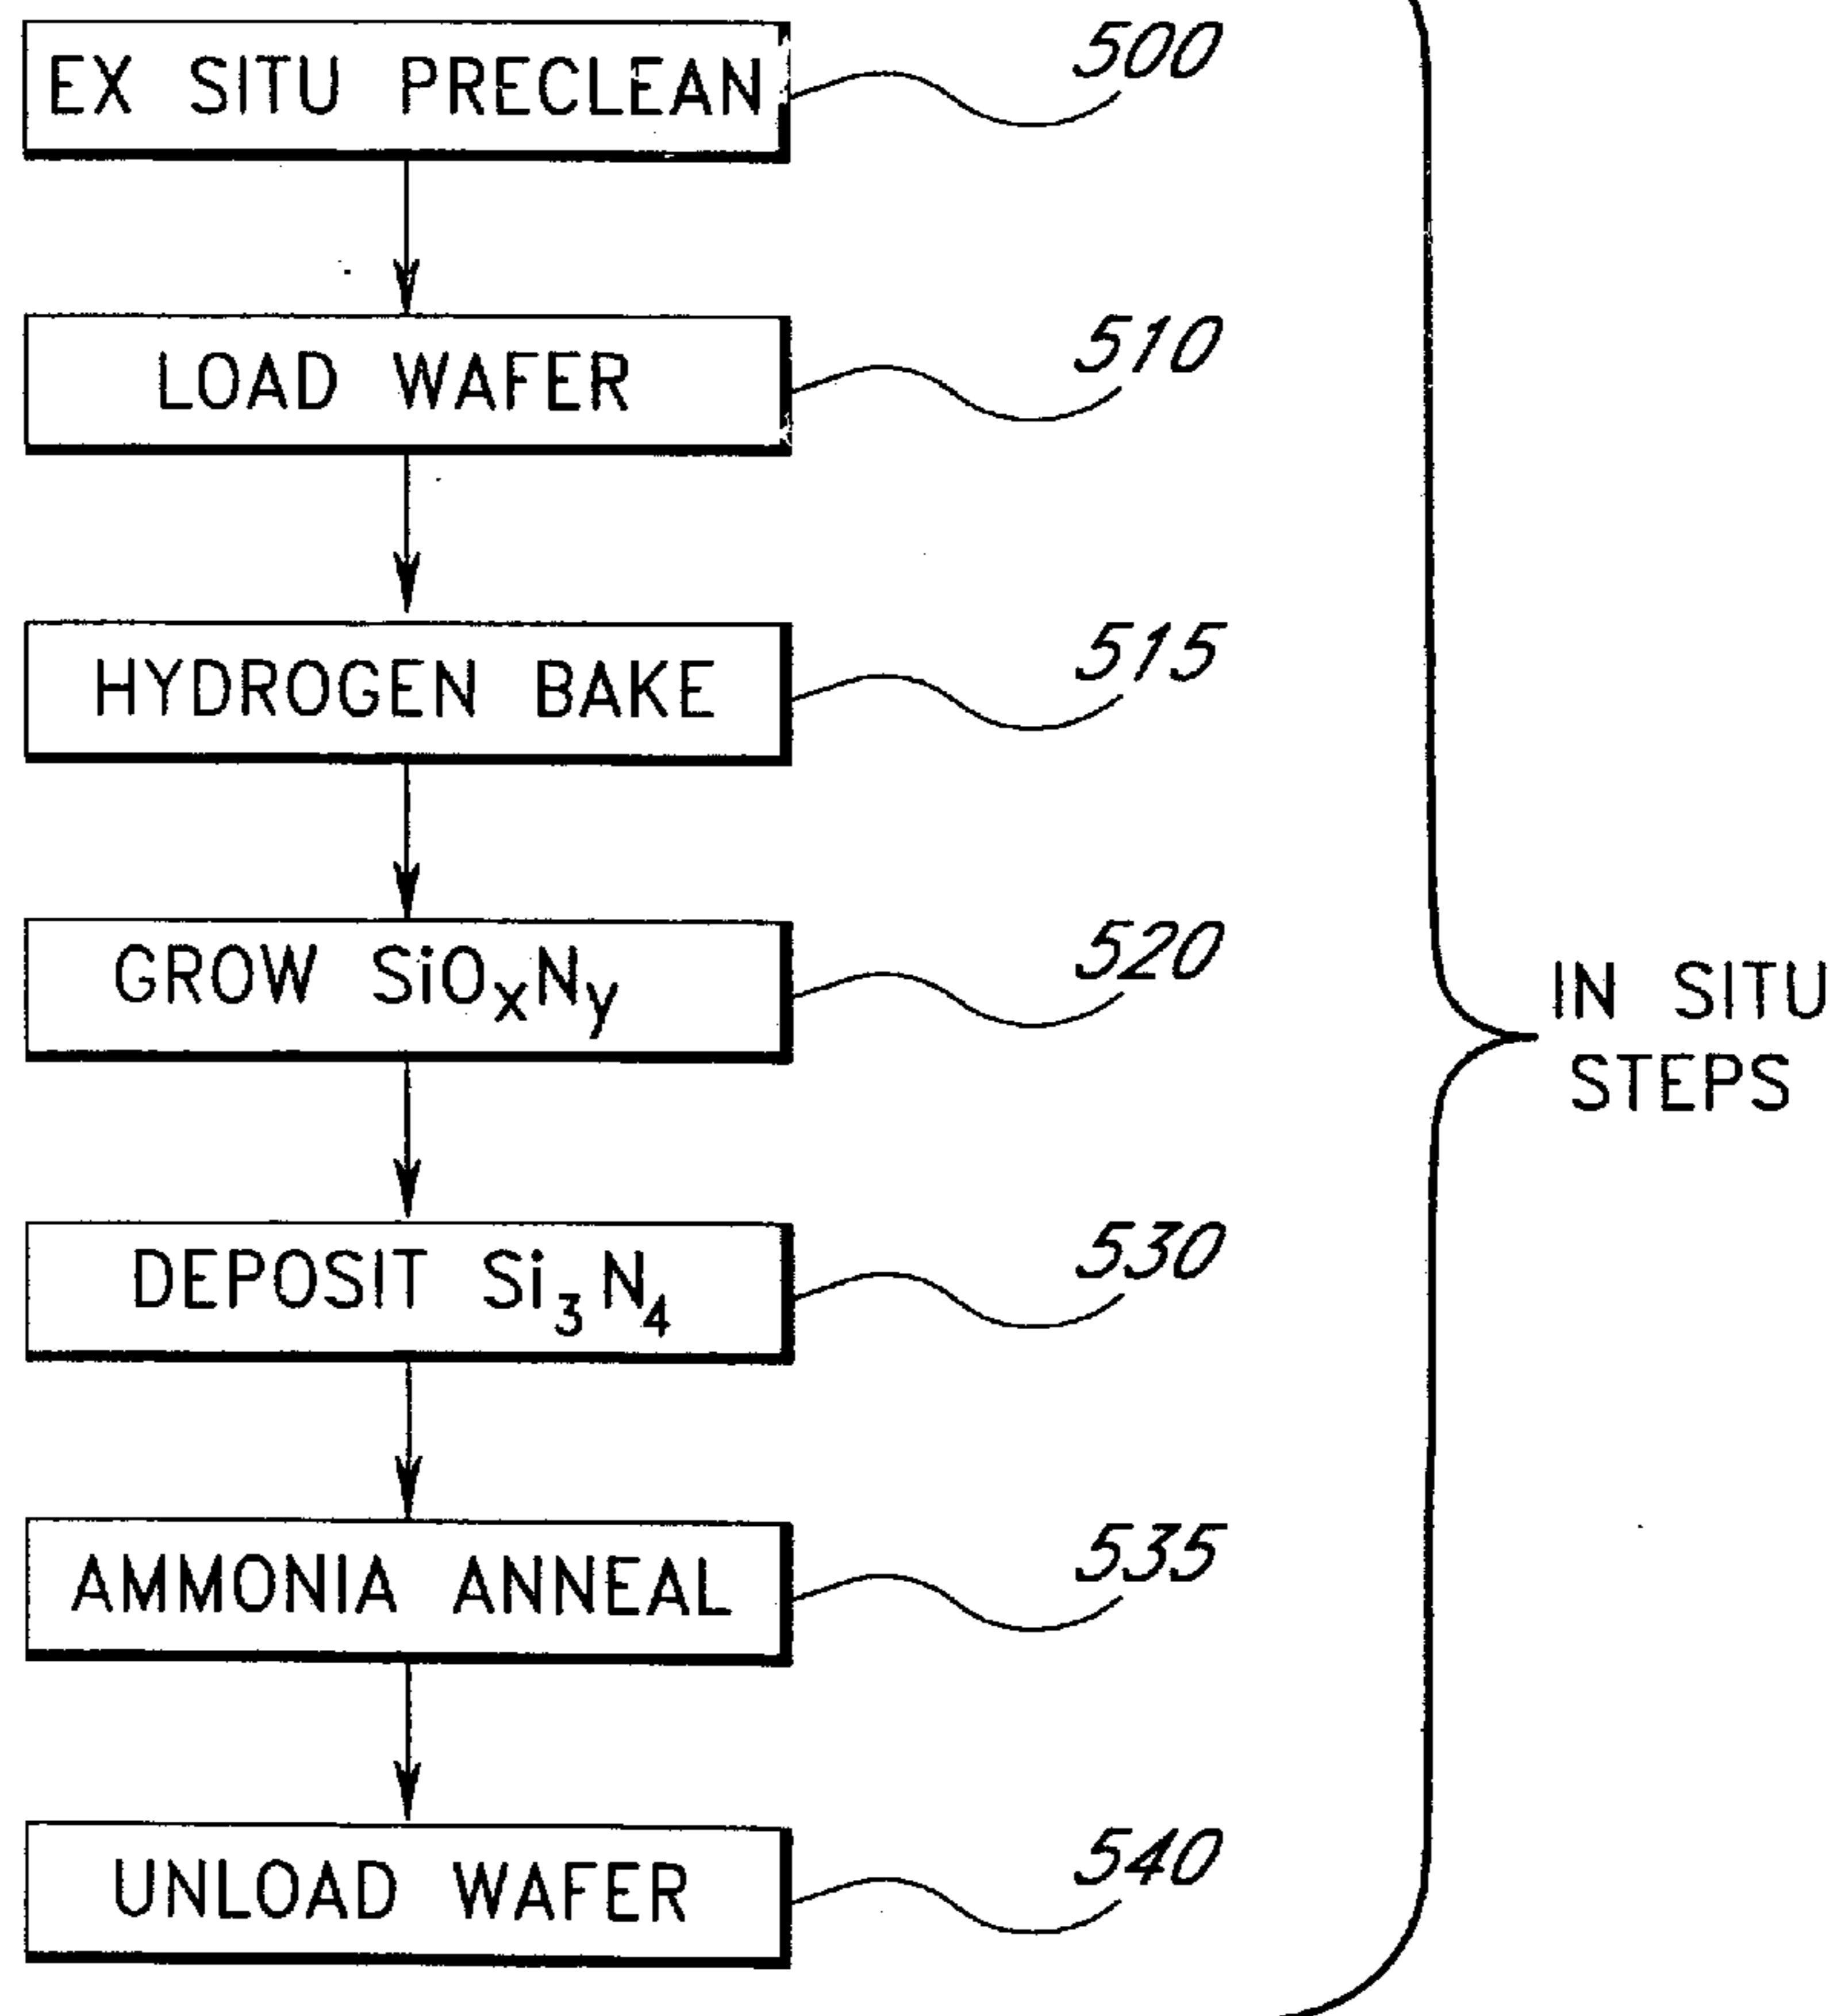 EX SITU PRECLEAN 500
LOAD WAFER 510
HYDROGEN BAKE 515
GROW SiOxNy 520
IN SITU
STEPS
DEPOSIT Si3N4 530
AMMONIA ANNEAL 535
UNLOAD WAFER 540